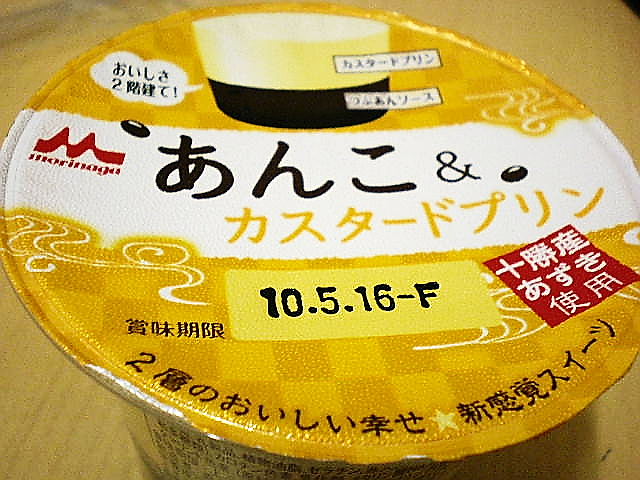 おいしさ
2階建て!
カスタードプリン
つぶあんソース
morinaga
あんこ&
カスタードプリン
十勝産
あずき
使用
10.5.16-F
賞味期限
2層のおいしい幸せ★新感覚スイーツ